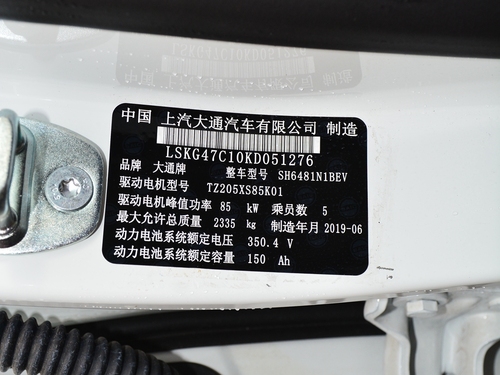 中国 上汽大通汽车有限公司 制造
LSKG47C10KD051276
品牌 大通牌 整车型号 SH6481N1BEV
驱动电机型号 TZ205XS85K01
驱动电机峰值功率 85 kW 乘员数 5
最大允许总质量 2335 kg 制造年月 2019-06
动力电池系统额定电压 350.4 V
动力电池系统额定容量 150 Ah